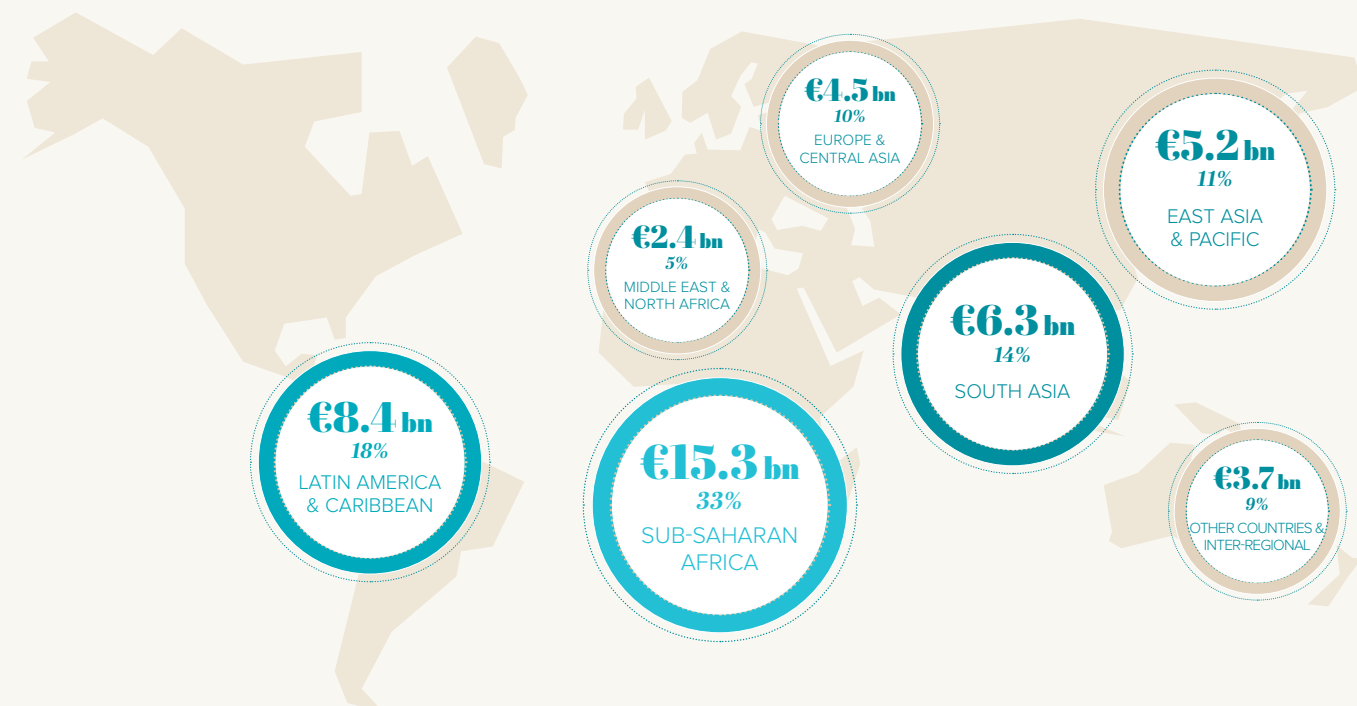 €4.5 bn
10%
EUROPE &
CENTRAL ASIA
€5.2 bn
11%
EAST ASIA
& PACIFIC
€2.4 bn
5%
MIDDLE EAST &
NORTH AFRICA
€6.3 bn
14%
SOUTH ASIA
€8.4 bn
18%
LATIN AMERICA
& CARIBBEAN
€15.3 bn
33%
SUB-SAHARAN
AFRICA
€3.7 bn
9%
OTHER COUNTRIES &
INTER-REGIONAL